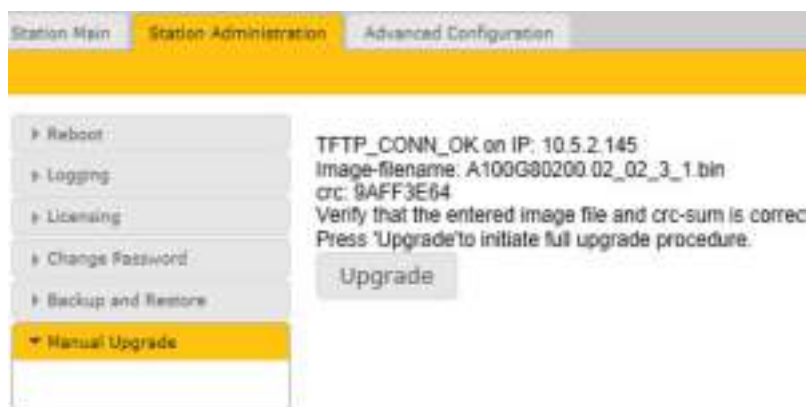 Station Main
Station Administration
Advanced Configuration
Reboot
Logging
Licensing
Change Password
Backup and Restore
Manual Upgrade
TFTP_CONN_OK on IP: 10.5.2.145
Image-filename: A100G80200.02_02_3_1.bin
crc: 9AFF3E64
Verify that the entered image file and crc-sum is correc
Press 'Upgrade'to initiate full upgrade procedure.
Upgrade